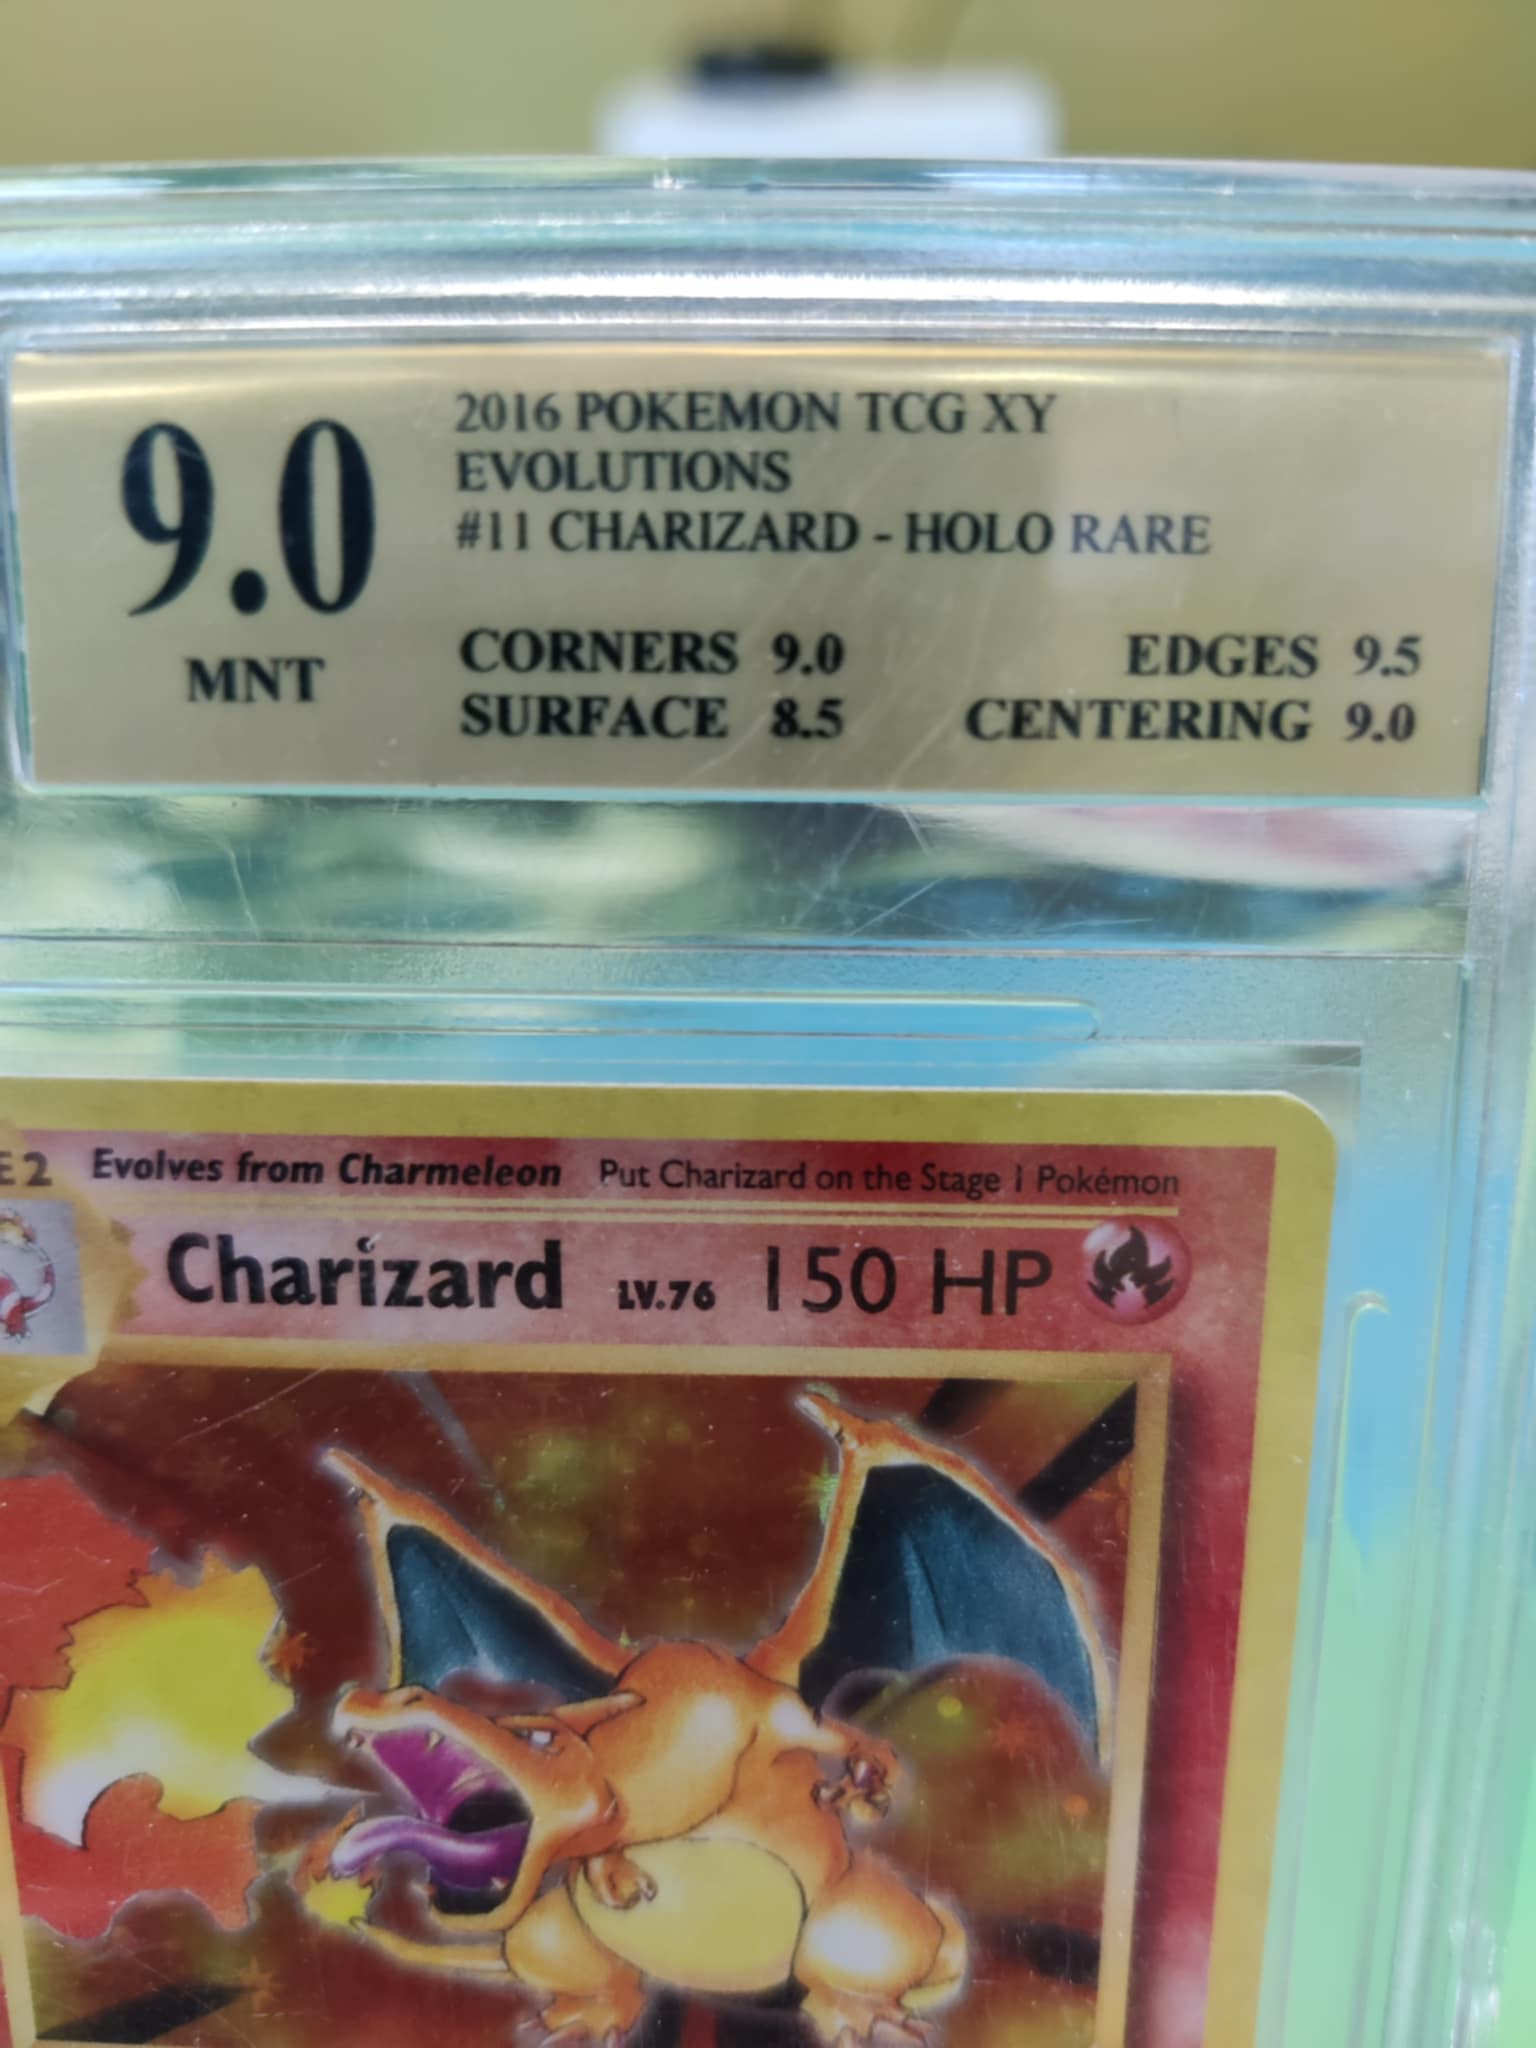 9.0
MNT
2016 POKEMON TCG XY
EVOLUTIONS
#11 CHARIZARD - HOLO RARE
CORNERS 9.0 EDGES 9.5
SURFACE 8.5 CENTERING 9.0
E 2 Evolves from Charmeleon Put Charizard on the Stage 1 Pokémon
Charizard LV.76 150 HP